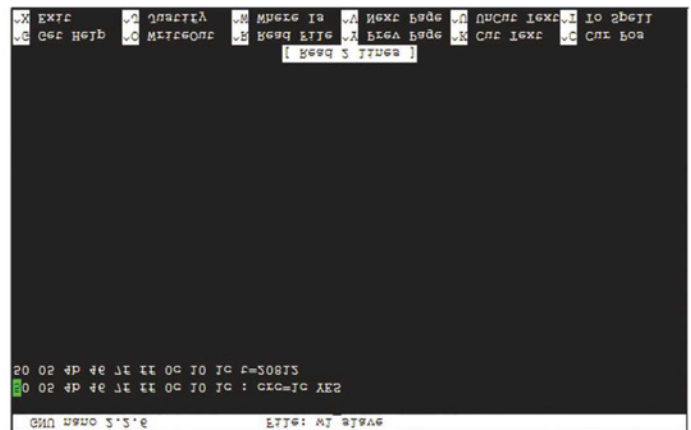 GNU nano 2.2.6 File: w1_slave
50 05 4b 46 7f ff 0c 10 1c : crc=1c YES
50 05 4b 46 7f ff 0c 10 1c t=20812
[ Read 2 lines ]
^G Get Help ^O WriteOut ^R Read File ^Y Prev Page ^K Cut Text ^C Cur Pos
^X Exit ^J Justify ^W Where Is ^V Next Page ^U UnCut Text ^T To Spell